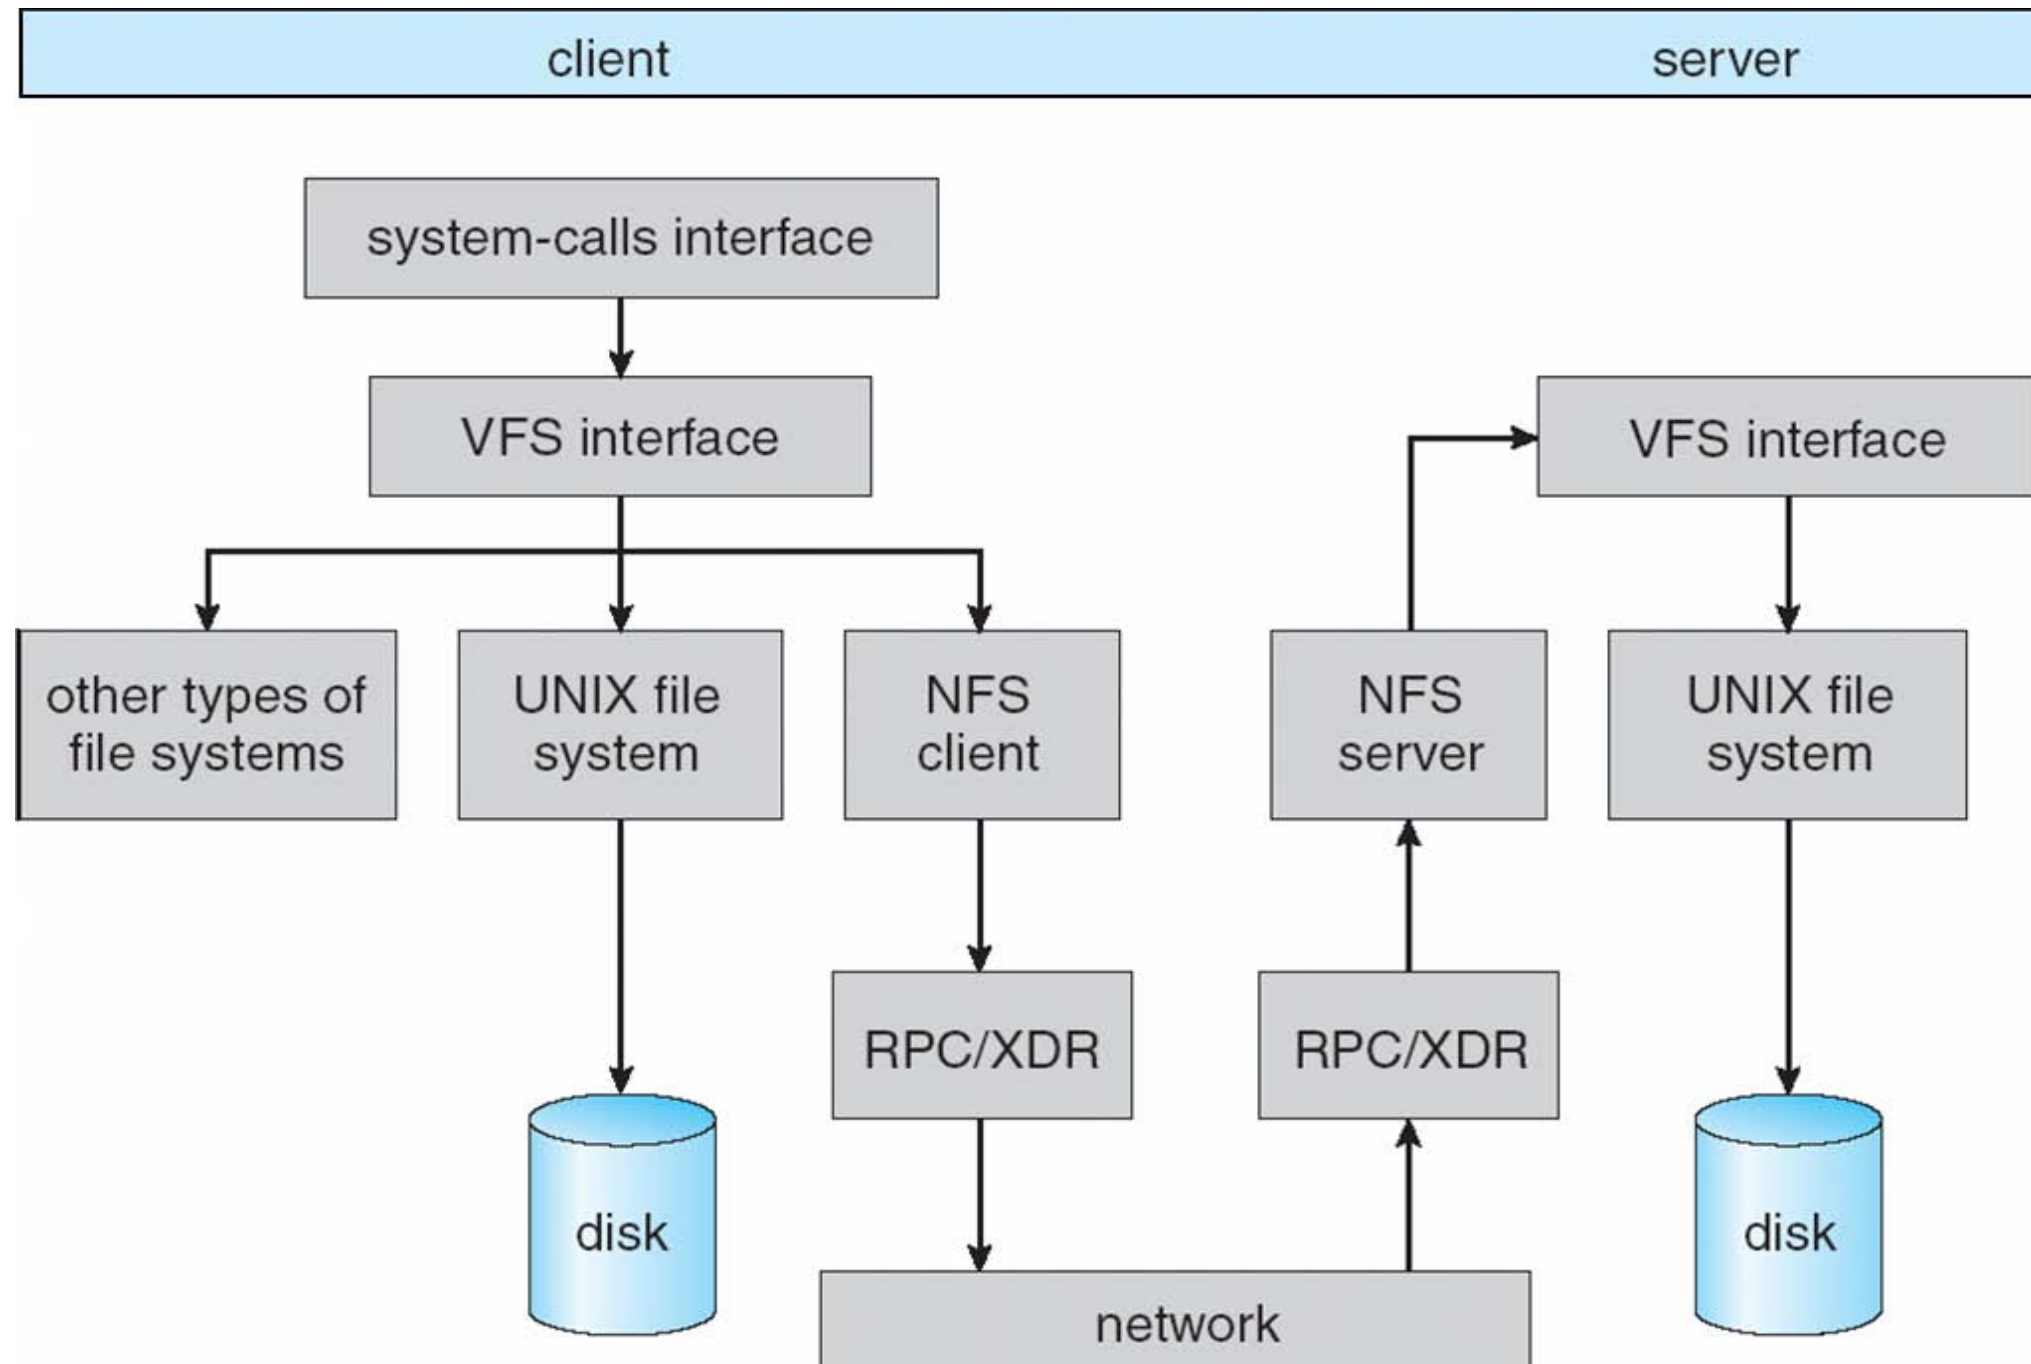 client
server
system-calls interface
VFS interface
VFS interface
other types of
file systems
UNIX file
system
NFS
client
NFS
server
UNIX file
system
RPC/XDR
RPC/XDR
disk
disk
network